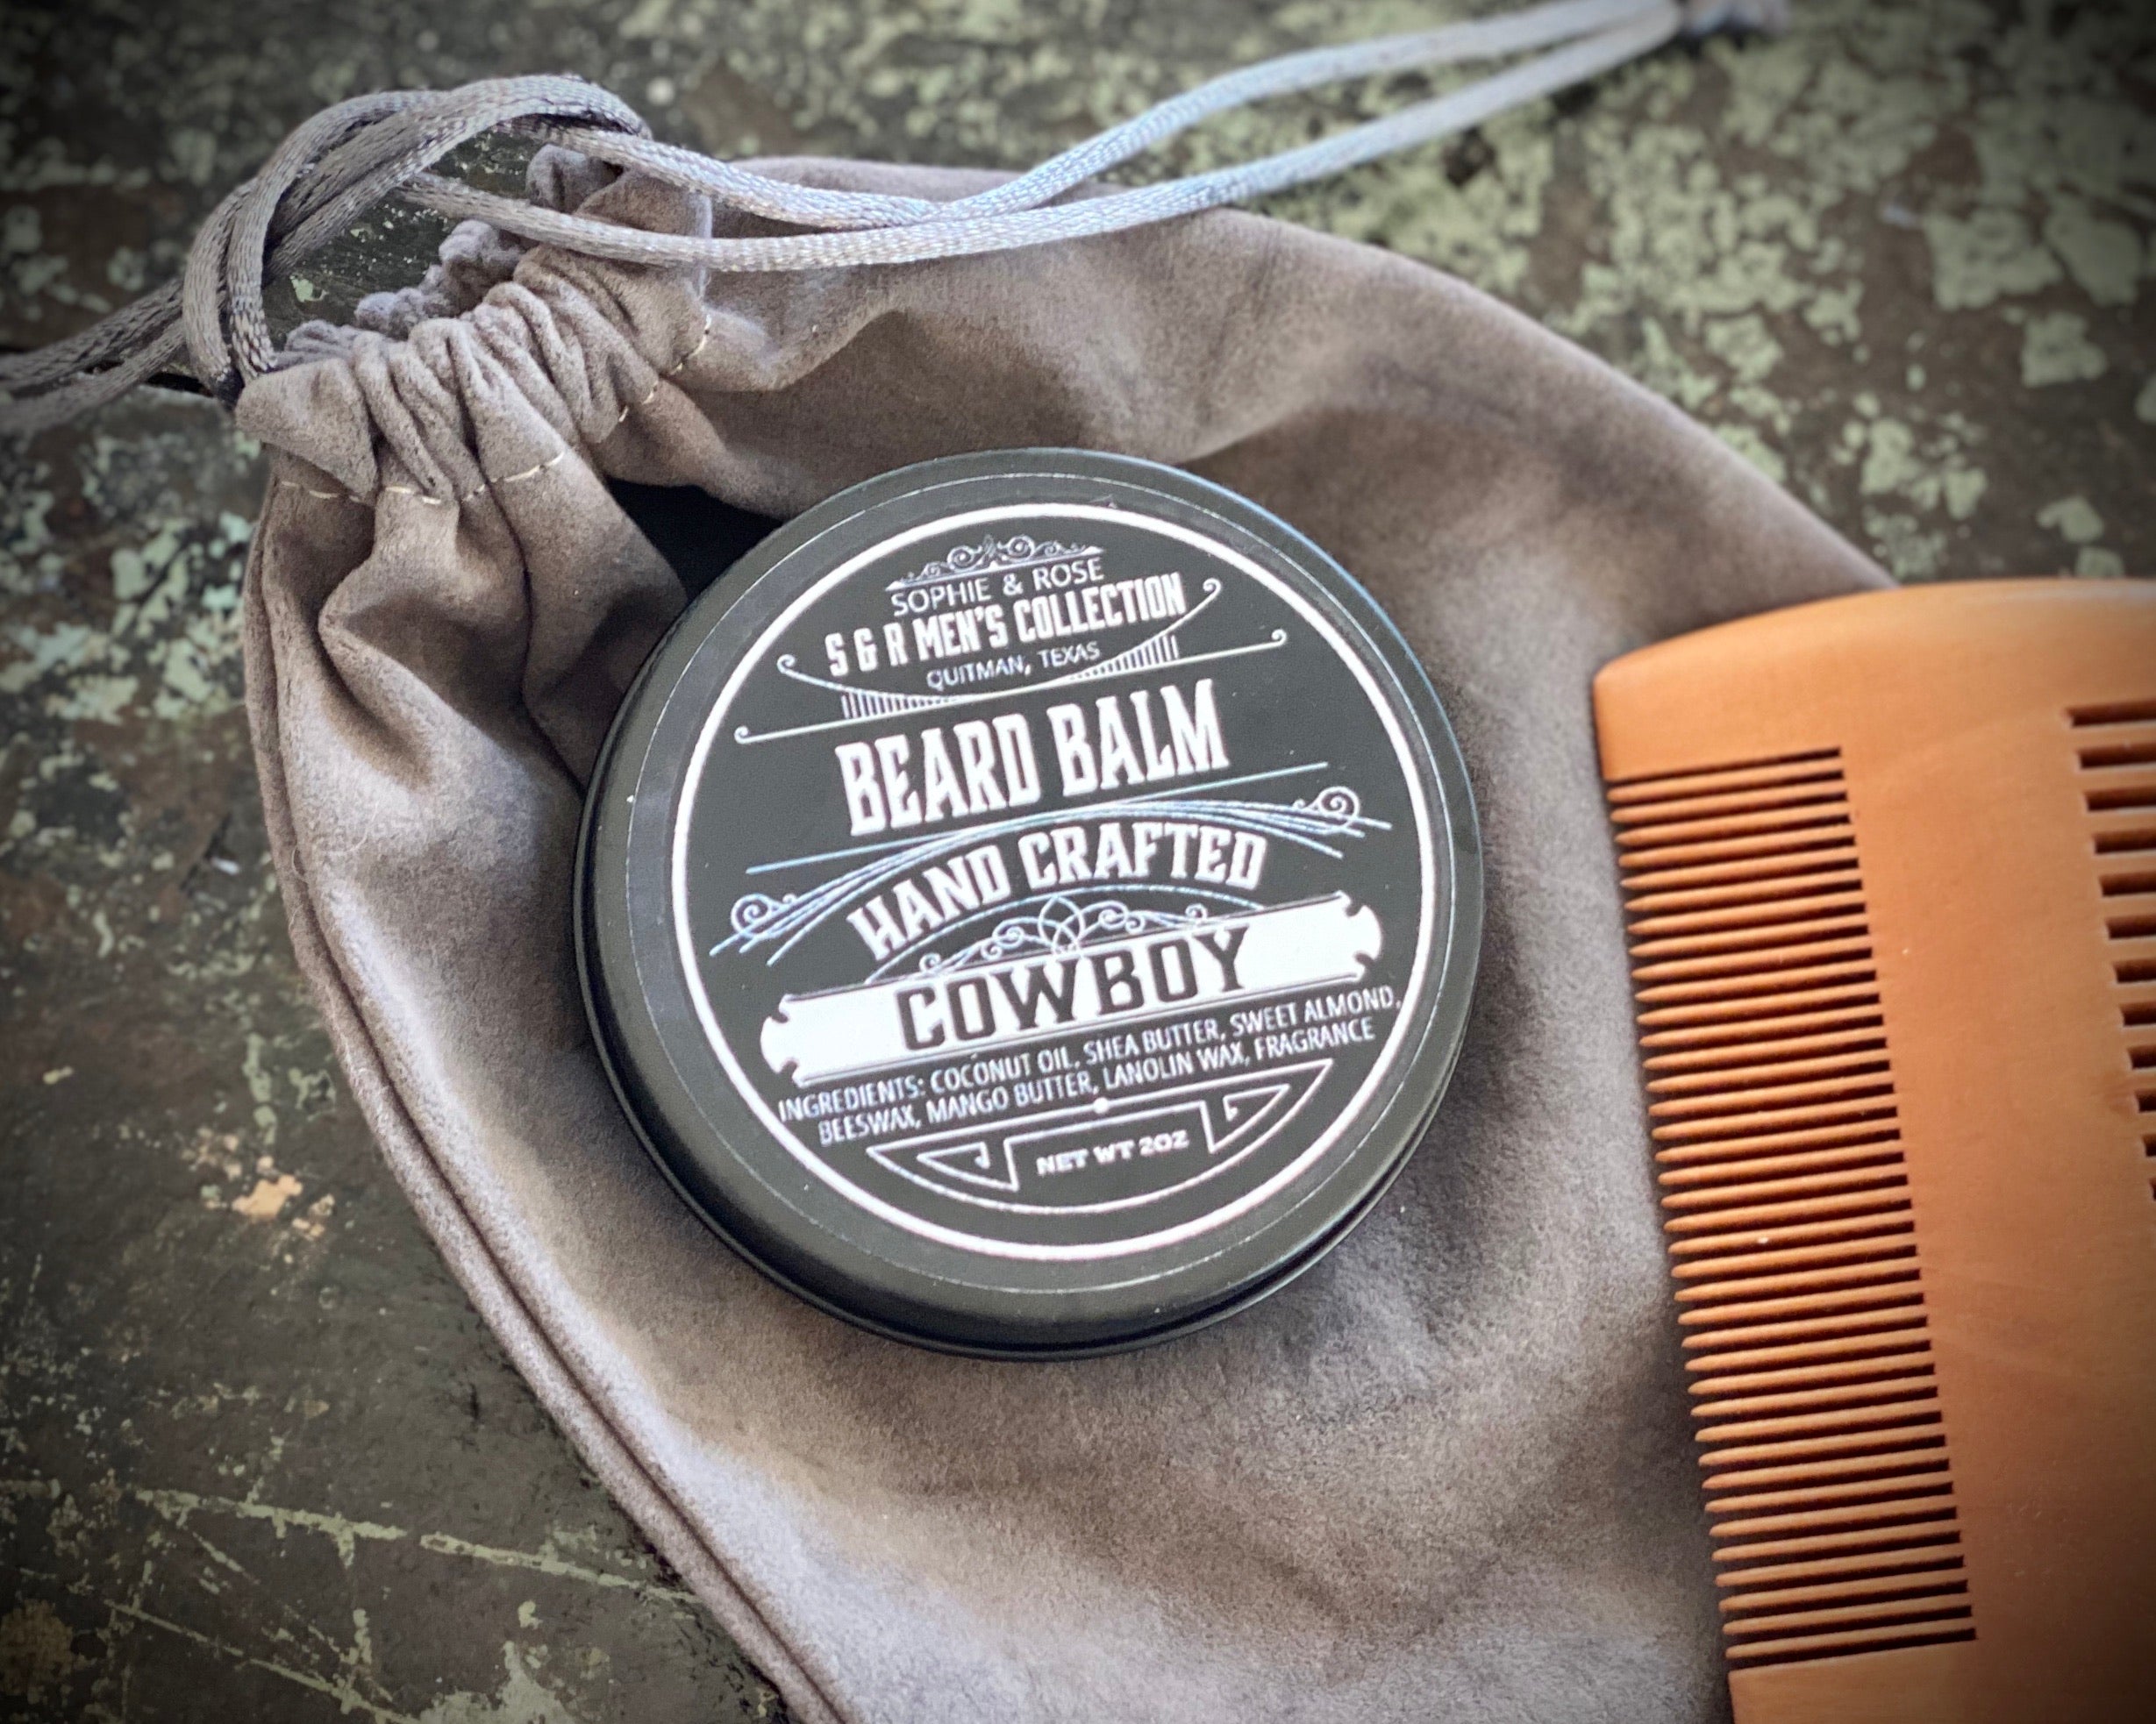 SOPHIE & ROSE
S & R MEN'S COLLECTION
QUITMAN, TEXAS
BEARD BALM
HAND CRAFTED
COWBOY
INGREDIENTS: COCONUT OIL, SHEA BUTTER, SWEET ALMOND,
BEESWAX, MANGO BUTTER, LANOLIN WAX, FRAGRANCE
NET WT 2OZ